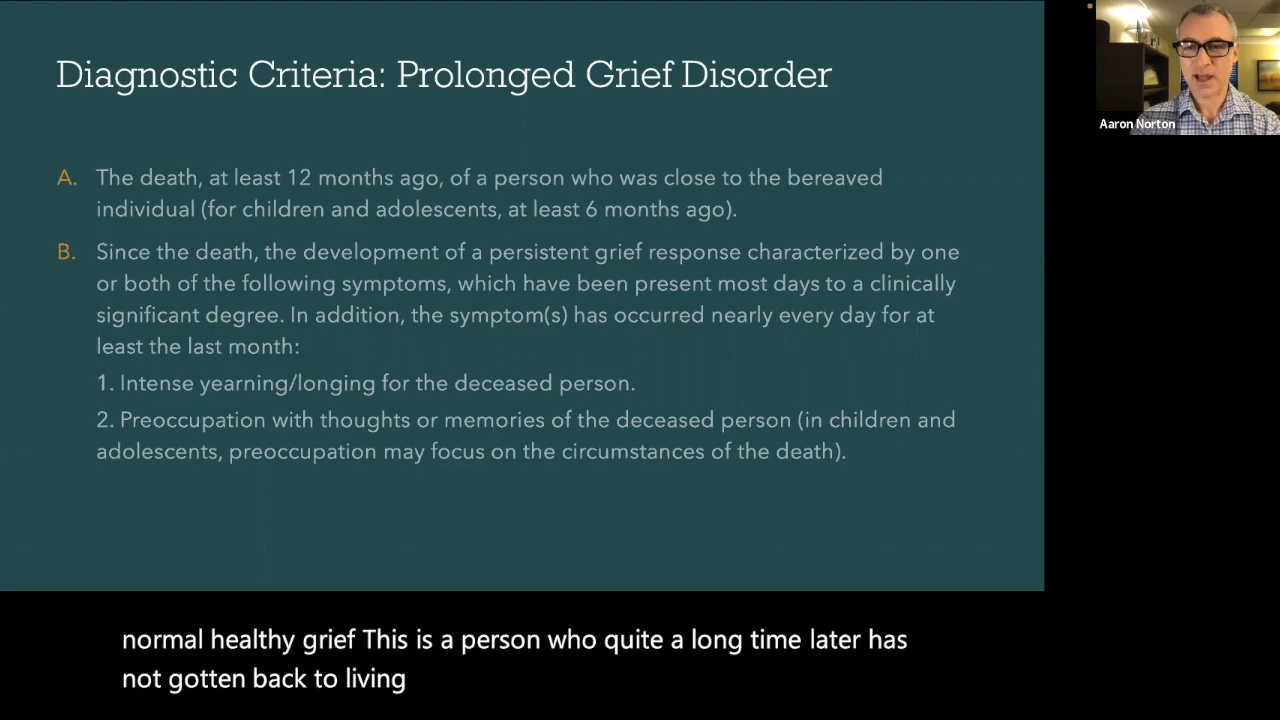 Diagnostic Criteria: Prolonged Grief Disorder
A. The death, at least 12 months ago, of a person who was close to the bereaved
individual (for children and adolescents, at least 6 months ago).
B. Since the death, the development of a persistent grief response characterized by one
or both of the following symptoms, which have been present most days to a clinically
significant degree. In addition, the symptom(s) has occurred nearly every day for at
least the last month:
1. Intense yearning/longing for the deceased person.
2. Preoccupation with thoughts or memories of the deceased person (in children and
adolescents, preoccupation may focus on the circumstances of the death).
Aaron Norton
normal healthy grief This is a person who quite a long time later has
not gotten back to living